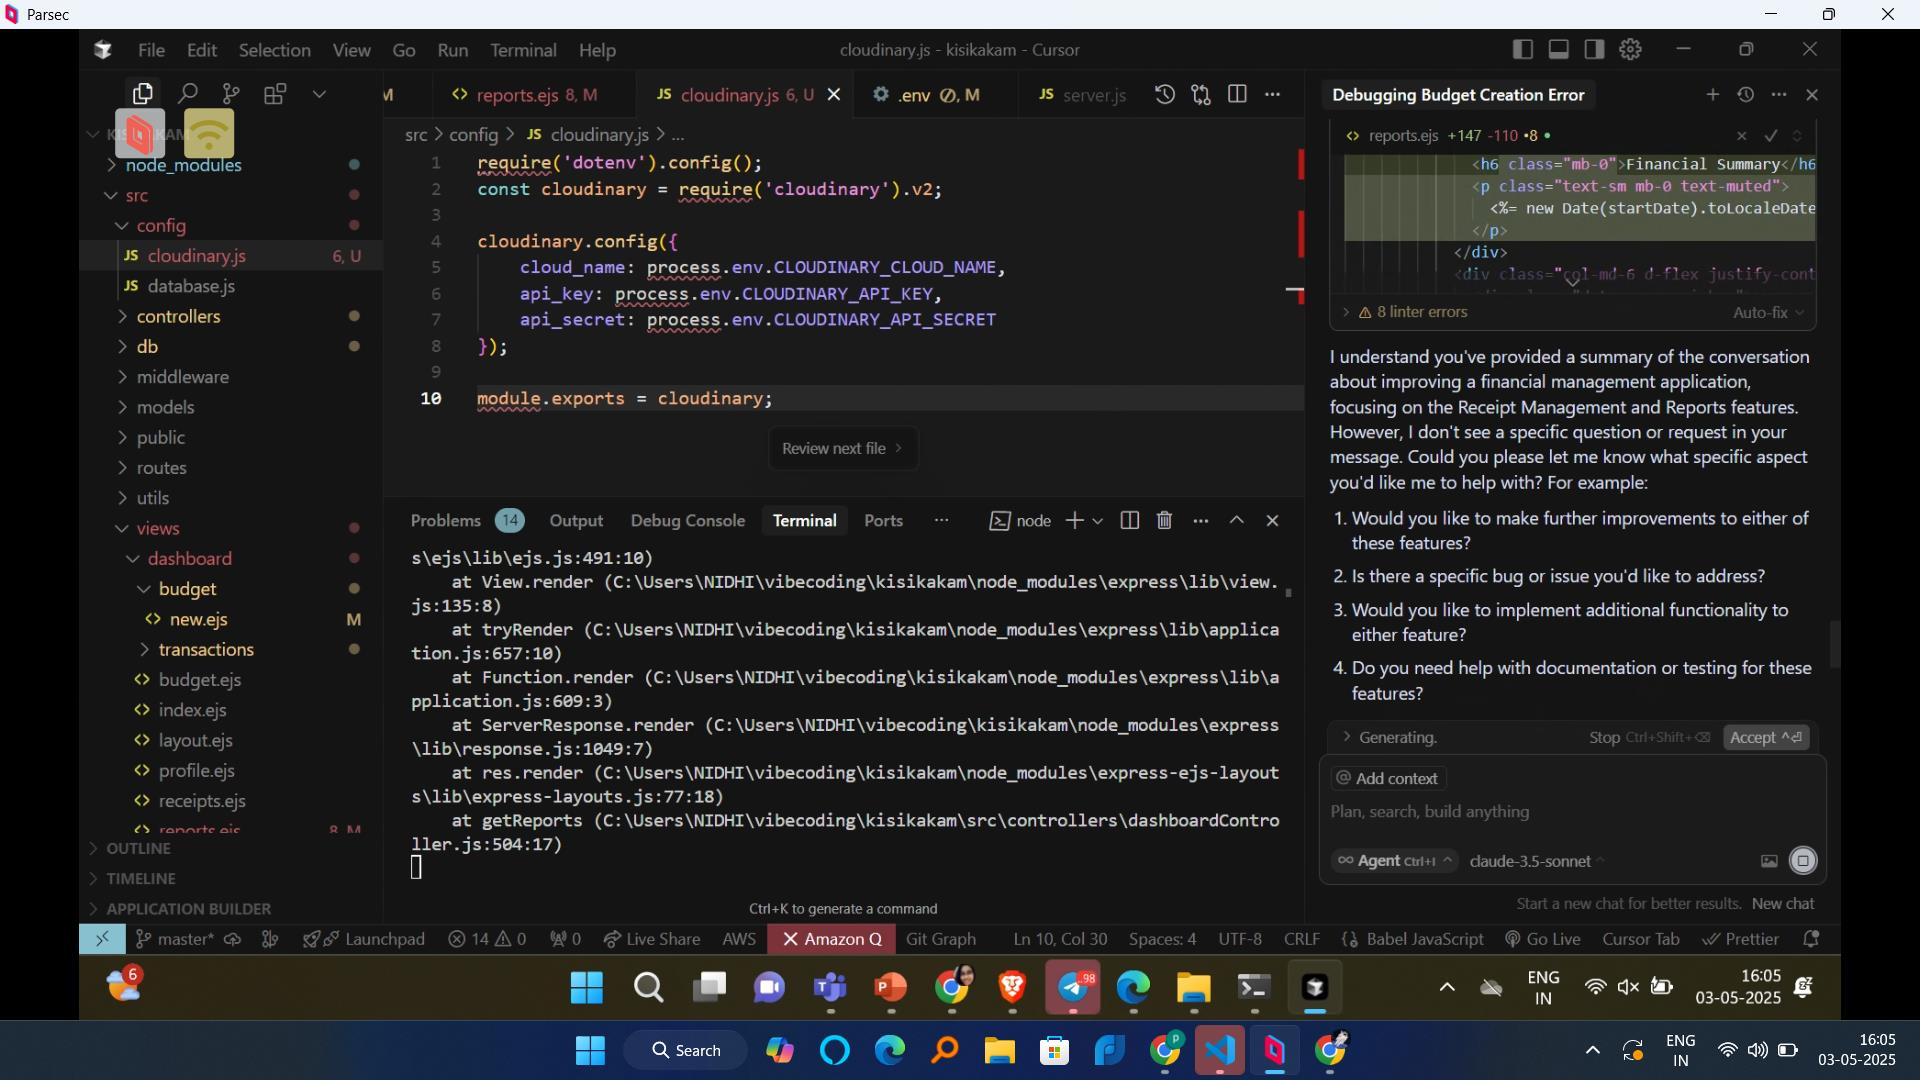 Parsec
File Edit Selection View Go Run Terminal Help
cloudinary.js - kisikakam - Cursor
M
reports.ejs 8, M
JS cloudinary.js 6, U
.env M
JS server.js
node_modules
src
config
JS cloudinary.js 6, U
JS database.js
controllers
db
middleware
models
public
routes
utils
views
dashboard
budget
new.ejs M
transactions
budget.ejs
index.ejs
layout.ejs
profile.ejs
receipts.ejs
reports.ejs 8, M
OUTLINE
TIMELINE
APPLICATION BUILDER
src > config > JS cloudinary.js > ...
1 require('dotenv').config();
2 const cloudinary = require('cloudinary').v2;
3
4 cloudinary.config({
5 cloud_name: process.env.CLOUDINARY_CLOUD_NAME,
6 api_key: process.env.CLOUDINARY_API_KEY,
7 api_secret: process.env.CLOUDINARY_API_SECRET
8 });
9
10 module.exports = cloudinary;
Review next file >
Problems 14 Output Debug Console Terminal Ports ... node
s\ejs\lib\ejs.js:491:10)
at View.render (C:\Users\NIDHI\vibecoding\kisikakam\node_modules\express\lib\view.
js:135:8)
at tryRender (C:\Users\NIDHI\vibecoding\kisikakam\node_modules\express\lib\applica
tion.js:657:10)
at Function.render (C:\Users\NIDHI\vibecoding\kisikakam\node_modules\express\lib\a
pplication.js:609:3)
at ServerResponse.render (C:\Users\NIDHI\vibecoding\kisikakam\node_modules\express
\lib\response.js:1049:7)
at res.render (C:\Users\NIDHI\vibecoding\kisikakam\node_modules\express-ejs-layout
s\lib\express-layouts.js:77:18)
at getReports (C:\Users\NIDHI\vibecoding\kisikakam\src\controllers\dashboardContro
ller.js:504:17)
Ctrl+K to generate a command
Debugging Budget Creation Error
reports.ejs +147 -110 •8 •
<h6 class="mb-0">Financial Summary</h6
<p class="text-sm mb-0 text-muted">
<%= new Date(startDate).toLocaleDate
</p>
</div>
<div class="col-md-6 d-flex justify-cont
8 linter errors Auto-fix
I understand you've provided a summary of the conversation
about improving a financial management application,
focusing on the Receipt Management and Reports features.
However, I don't see a specific question or request in your
message. Could you please let me know what specific aspect
you'd like me to help with? For example:
1. Would you like to make further improvements to either of
these features?
2. Is there a specific bug or issue you'd like to address?
3. Would you like to implement additional functionality to
either feature?
4. Do you need help with documentation or testing for these
features?
Generating. Stop Ctrl+Shift+⌫ Accept ^⏎
@ Add context
Plan, search, build anything
∞ Agent Ctrl+I claude-3.5-sonnet
Start a new chat for better results. New chat
master* Launchpad 14 0 0 Live Share AWS Amazon Q Git Graph Ln 10, Col 30 Spaces: 4 UTF-8 CRLF {} Babel JavaScript Go Live Cursor Tab Prettier
6
98
ENG
IN
16:05
03-05-2025
Search
ENG
IN
16:05
03-05-2025